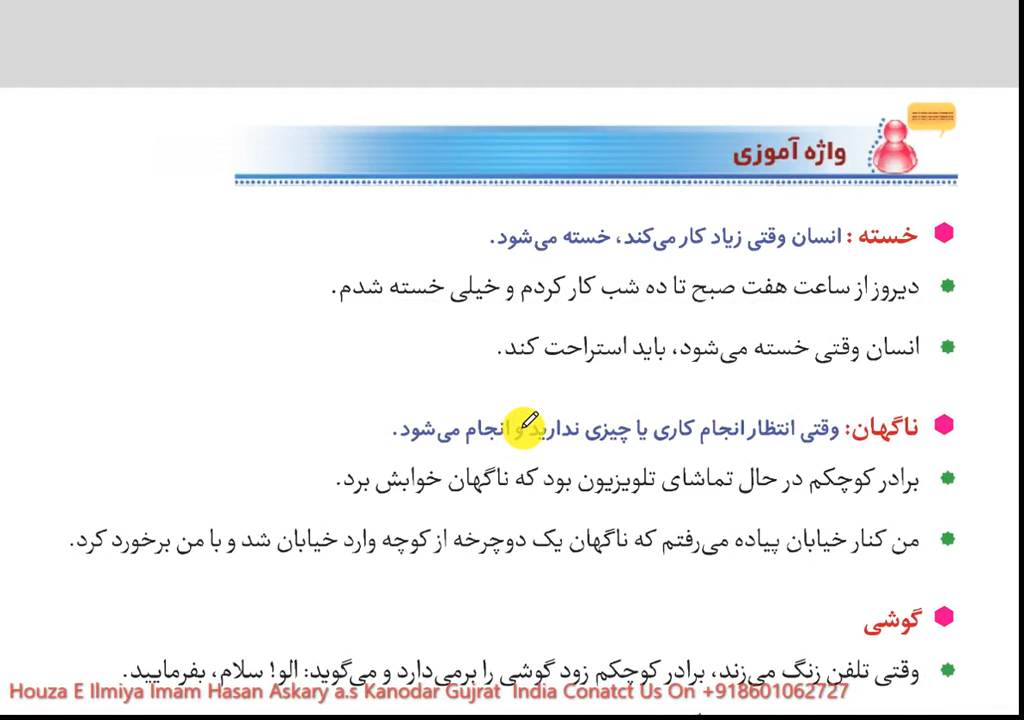 واژه آموزی
خسته : انسان وقتی زیاد کار می‌کند، خسته می‌شود.
دیروز از ساعت هفت صبح تا ده شب کار کردم و خیلی خسته شدم.
انسان وقتی خسته می‌شود، باید استراحت کند.
ناگهان: وقتی انتظار انجام کاری یا چیزی ندارید و انجام می‌شود.
برادر کوچکم در حال تماشای تلویزیون بود که ناگهان خوابش برد.
من کنار خیابان پیاده می‌رفتم که ناگهان یک دوچرخه از کوچه وارد خیابان شد و با من برخورد کرد.
گوشی
وقتی تلفن زنگ می‌زند، برادر کوچکم زود گوشی را برمی‌دارد و می‌گوید: الو! سلام، بفرمایید.
Houza E Ilmiya Imam Hasan Askary a.s Kanodar Gujrat India Conatct Us On +918601062727